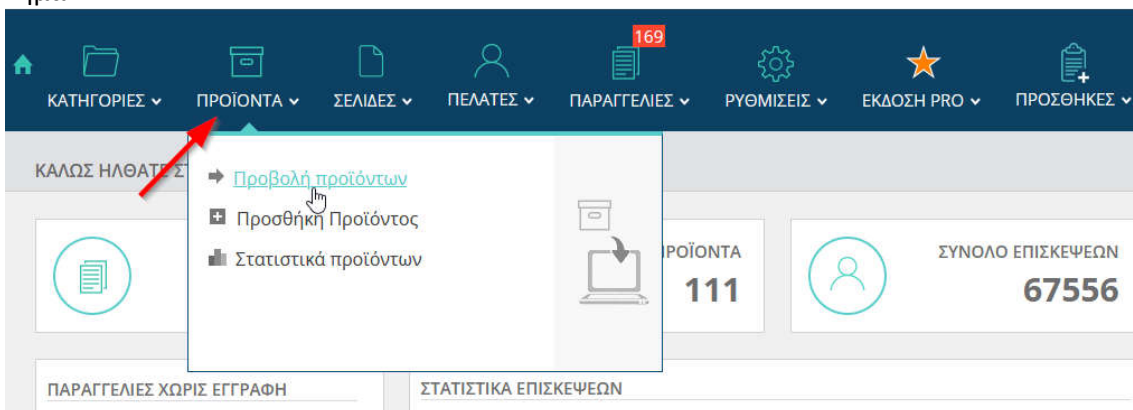 169
ΚΑΤΗΓΟΡΙΕΣ ΠΡΟΪΟΝΤΑ ΣΕΛΙΔΕΣ ΠΕΛΑΤΕΣ ΠΑΡΑΓΓΕΛΙΕΣ ΡΥΘΜΙΣΕΙΣ ΕΚΔΟΣΗ PRO ΠΡΟΣΘΗΚΕΣ
ΚΑΛΩΣ ΗΛΘΑΤΕ
Προβολή προϊόντων
Προσθήκη Προϊόντος
Στατιστικά προϊόντων
ΣΥΝΟΛΟ ΕΠΙΣΚΕΨΕΩΝ
111
67556
ΠΑΡΑΓΓΕΛΙΕΣ ΧΩΡΙΣ ΕΓΓΡΑΦΗ
ΣΤΑΤΙΣΤΙΚΑ ΕΠΙΣΚΕΨΕΩΝ